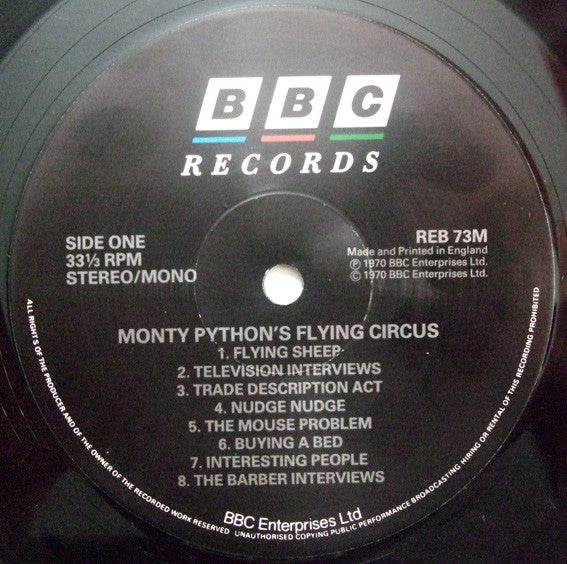 BBC
RECORDS
SIDE ONE
33⅓ RPM
STEREO/MONO
REB 73M
Made and Printed in England
Ⓟ 1970 BBC Enterprises Ltd.
© 1970 BBC Enterprises Ltd.
MONTY PYTHON'S FLYING CIRCUS
1. FLYING SHEEP
2. TELEVISION INTERVIEWS
3. TRADE DESCRIPTION ACT
4. NUDGE NUDGE
5. THE MOUSE PROBLEM
6. BUYING A BED
7. INTERESTING PEOPLE
8. THE BARBER INTERVIEWS
BBC Enterprises Ltd
ALL RIGHTS OF THE PRODUCER AND OF THE OWNER OF THE RECORDED WORK RESERVED UNAUTHORISED COPYING PUBLIC PERFORMANCE BROADCASTING HIRING OR RENTAL OF THIS RECORDING PROHIBITED